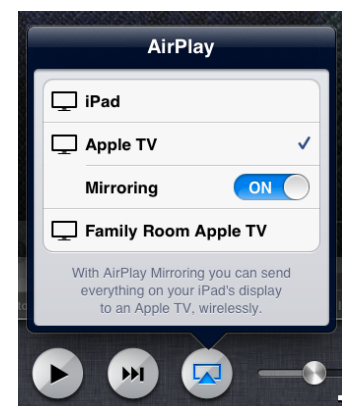 AirPlay
iPad
Apple TV
Mirroring ON
Family Room Apple TV
With AirPlay Mirroring you can send
everything on your iPad's display
to an Apple TV, wirelessly.